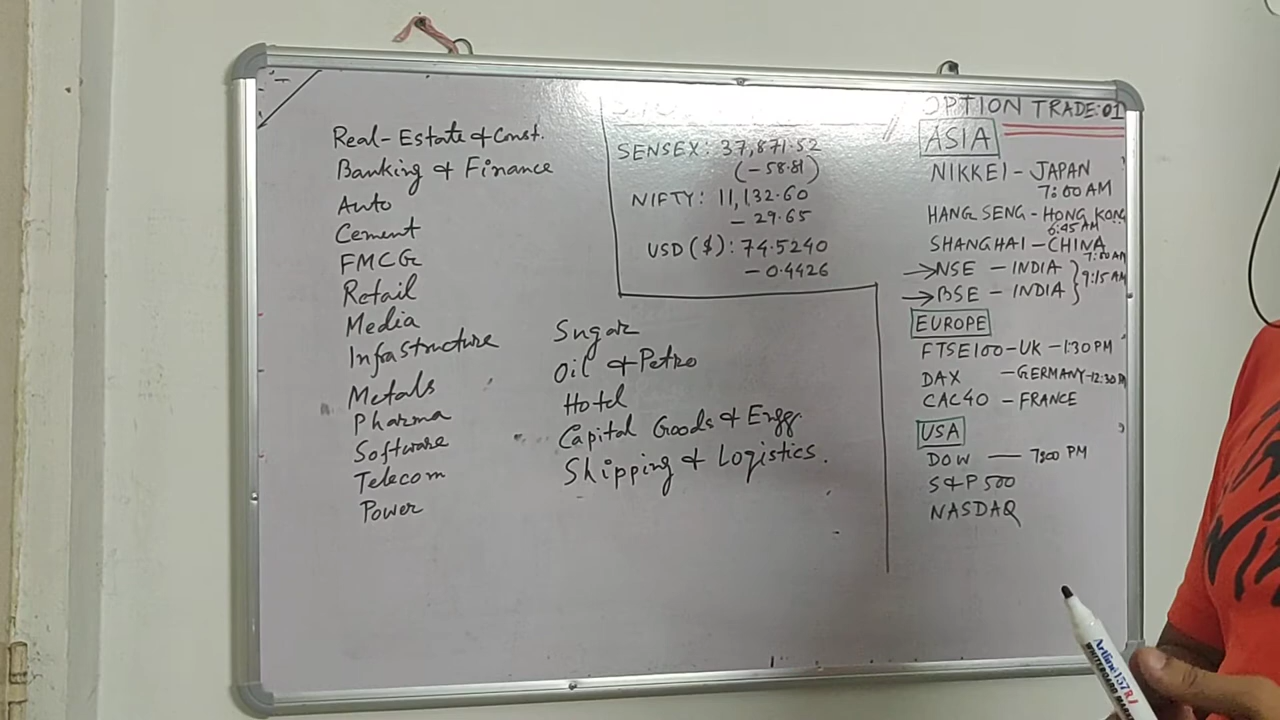 Real-Estate & Const.
Banking & Finance
Auto
Cement
FMCG
Retail
Media
Infrastructure
Metals
Pharma
Software
Telecom
Power
Sugar
Oil & Petro
Hotel
Capital Goods & Engg.
Shipping & Logistics.
SENSEX: 37,871.52
(-58.81)
NIFTY: 11,132.60
- 29.65
USD ($): 74.5240
- 0.4426
OPTION TRADE:01
ASIA
NIKKEI - JAPAN
7:00 AM
HANG SENG - HONG KONG
6:45 AM
SHANGHAI - CHINA
7:00 AM
→ NSE - INDIA
→ BSE - INDIA } 9:15 AM
EUROPE
FTSE100 - UK - 1:30 PM
DAX - GERMANY - 12:30 PM
CAC40 - FRANCE
USA
DOW — 7:00 PM
S&P 500
NASDAQ
Artline 157R
WHITEBOARD MARKER